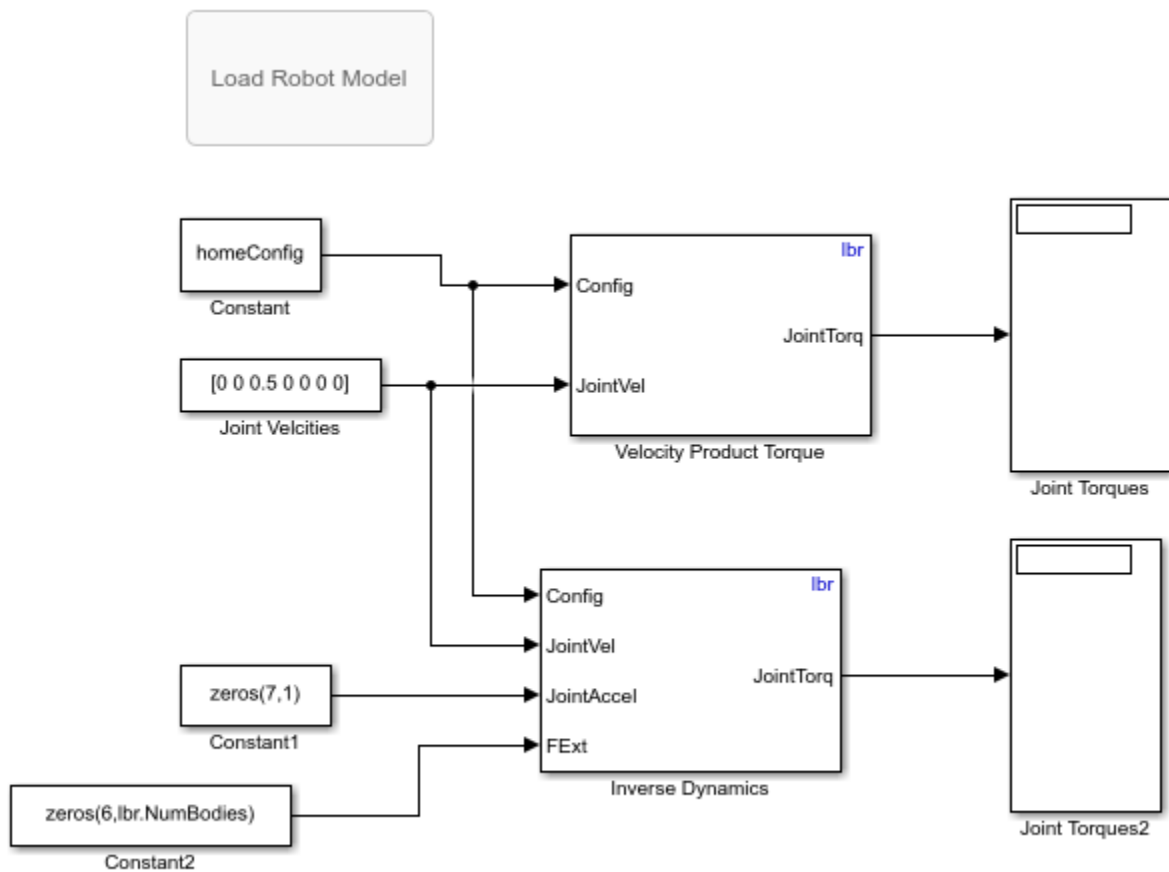 Load Robot Model
homeConfig
Constant
[0 0 0.5 0 0 0 0]
Joint Velcities
lbr
Config
JointTorq
JointVel
Velocity Product Torque
Joint Torques
lbr
Config
JointVel
JointTorq
JointAccel
FExt
Inverse Dynamics
Joint Torques2
zeros(7,1)
Constant1
zeros(6,lbr.NumBodies)
Constant2